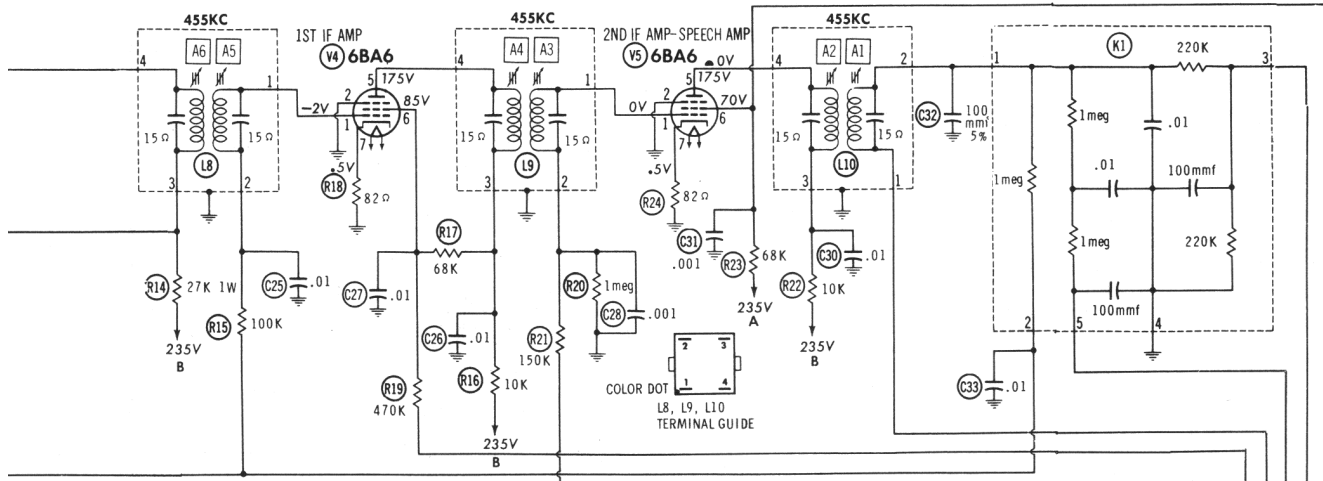 455KC
1ST IF AMP
V4 6BA6
455KC
2ND IF AMP-SPEECH AMP
V5 6BA6
455KC
K1
A6 A5
A4 A3
A2 A1
0V
220K
4 1
5 175V
4 1
5 175V
4 2
1 3
-2V 2 85V
0V 2 70V
C32 100 mmf 5%
1 6
1 6
15Ω 15Ω
7
15Ω 15Ω
7
15Ω 15Ω
1meg .01
L8
.5V
L9
.5V
L10
3 2
R18 82Ω
3 2
R24 82Ω
3 1
1meg
.01 100mmf
R17 68K
C31 .001
R23 68K
C30 .01
1meg 220K
R14 27K 1W
C25 .01
C27 .01
R20 1meg
C28 .001
R22 10K
100mmf
235V A
R15 100K
C26 .01
R21 150K
2 5 4
235V B
2 3
1 4
235V B
R19 470K
R16 10K
COLOR DOT
C33 .01
L8, L9, L10
TERMINAL GUIDE
235V B